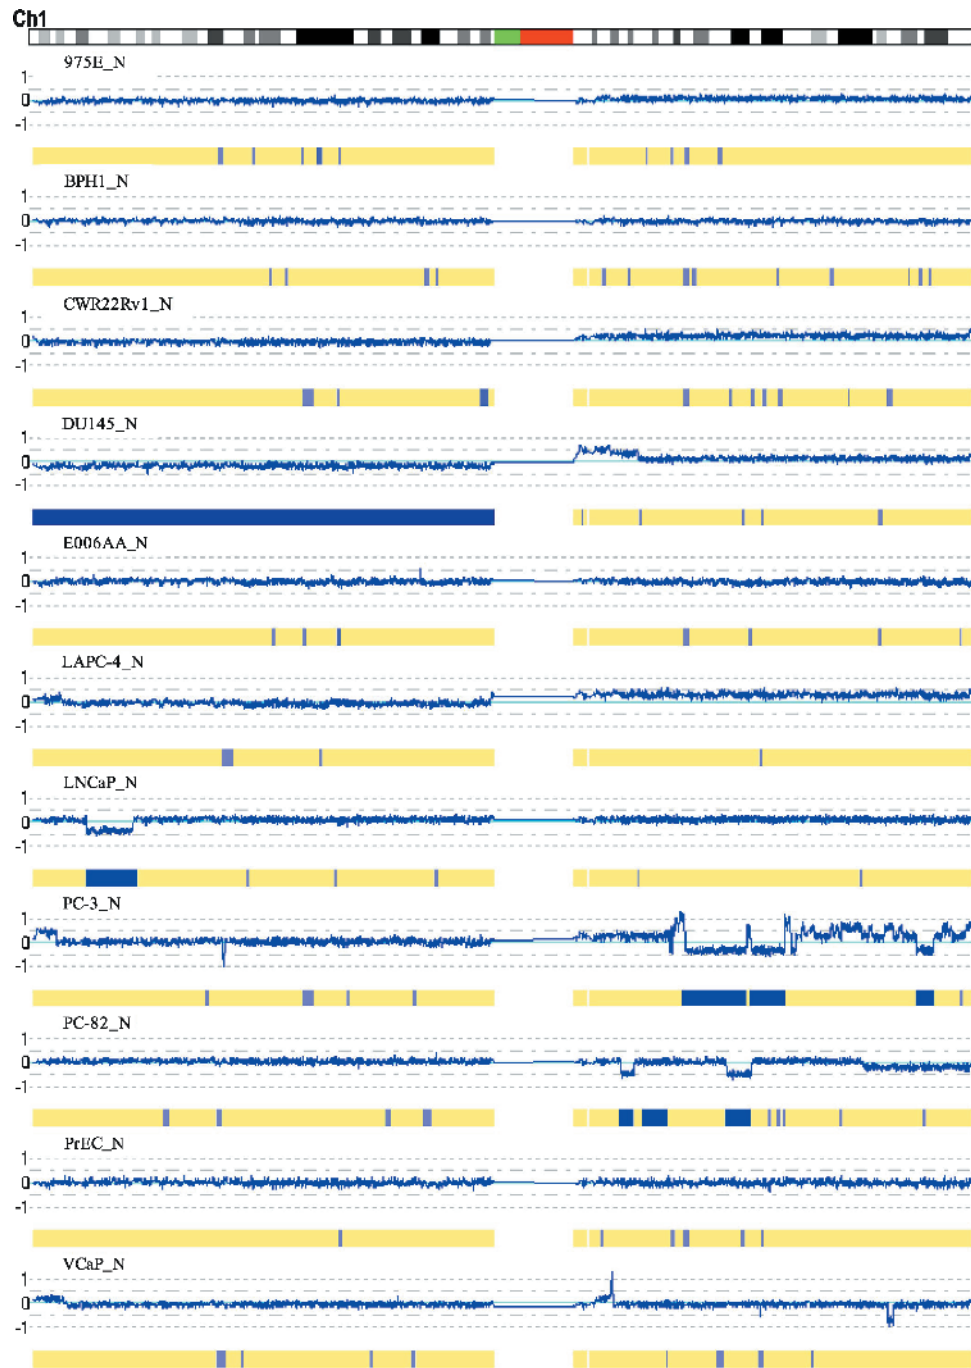 Ch1
975E_N
1
0
-1
BPH1_N
1
0
-1
CWR22Rv1_N
1
0
-1
DU145_N
1
0
-1
E006AA_N
1
0
-1
LAPC-4_N
1
0
-1
LNCaP_N
1
0
-1
PC-3_N
1
0
-1
PC-82_N
1
0
-1
PrEC_N
1
0
-1
VCaP_N
1
0
-1